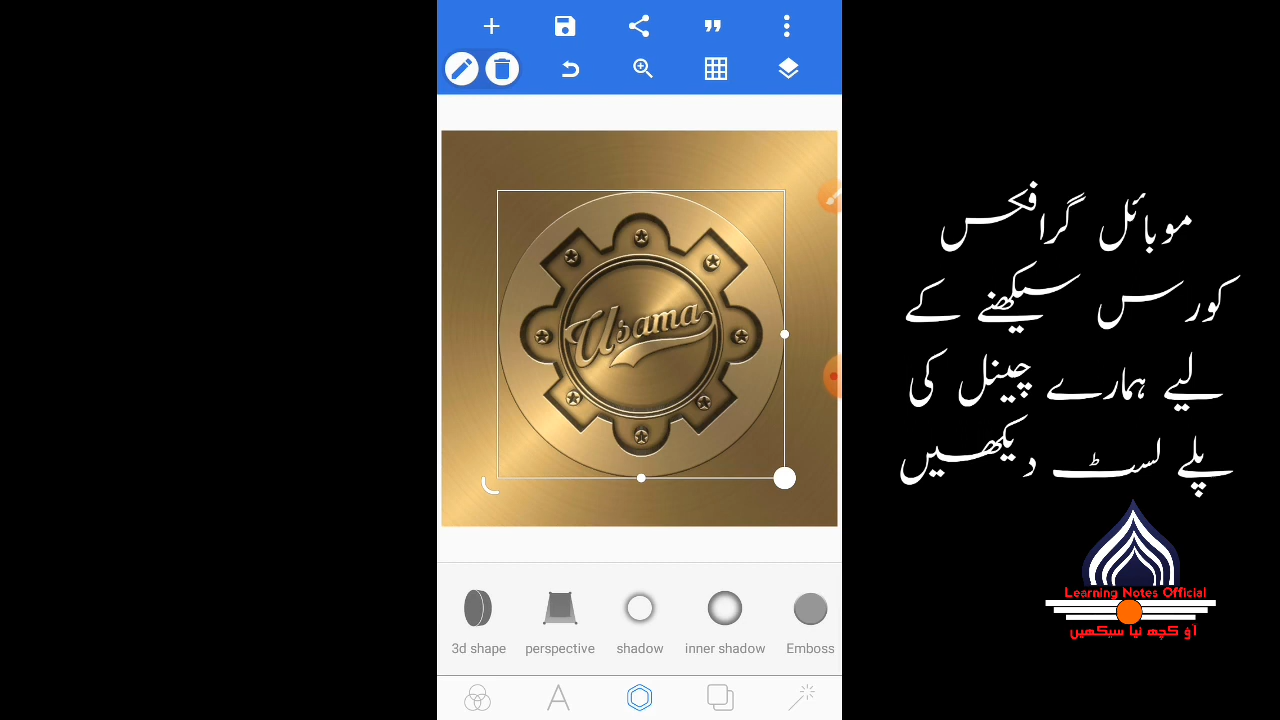 Usama
3d shape
perspective
shadow
inner shadow
Emboss
موبائل گرافکس
کورس سیکھنے کے
لیے ہمارے چینل کی
پلے لسٹ دیکھیں
Learning Notes Official
آؤ کچھ نیا سیکھیں